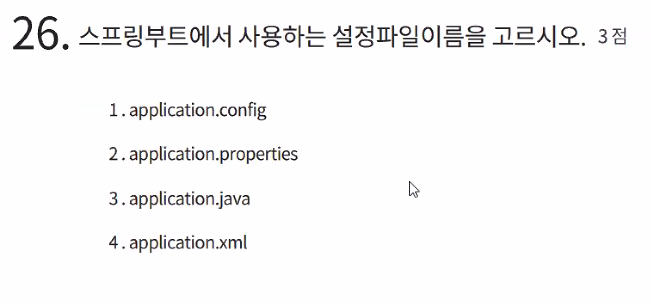 26. 스프링부트에서 사용하는 설정파일이름을 고르시오. 3 점
1. application.config
2. application.properties
3. application.java
4. application.xml